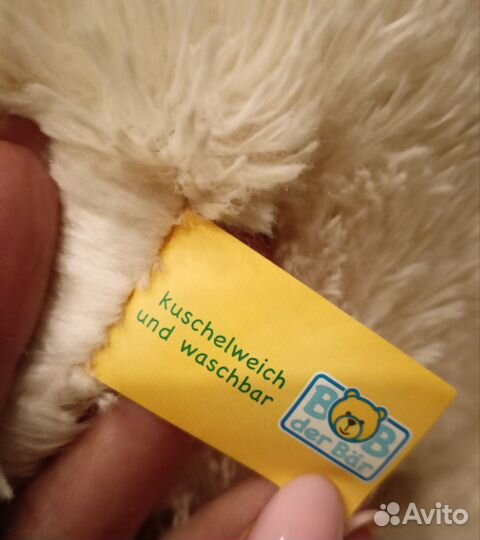 kuschelweich
und waschbar
BOB
der Bär
Avito